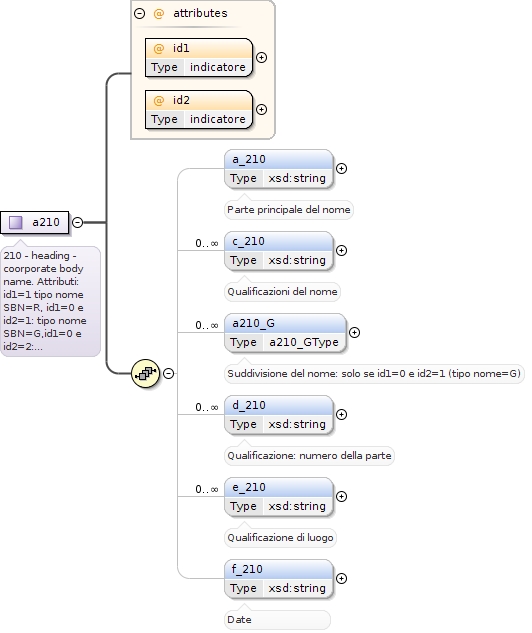 attributes
@ id1
Type indicatore
@ id2
Type indicatore
a210
210 - heading -
coorporate body
name. Attributi:
id1=1 tipo nome
SBN=R, id1=0 e
id2=1: tipo nome
SBN=G,id1=0 e
id2=2:...
a_210
Type xsd:string
Parte principale del nome
0..∞
c_210
Type xsd:string
Qualificazioni del nome
0..∞
a210_G
Type a210_GType
Suddivisione del nome: solo se id1=0 e id2=1 (tipo nome=G)
0..∞
d_210
Type xsd:string
Qualificazione: numero della parte
0..∞
e_210
Type xsd:string
Qualificazione di luogo
f_210
Type xsd:string
Date